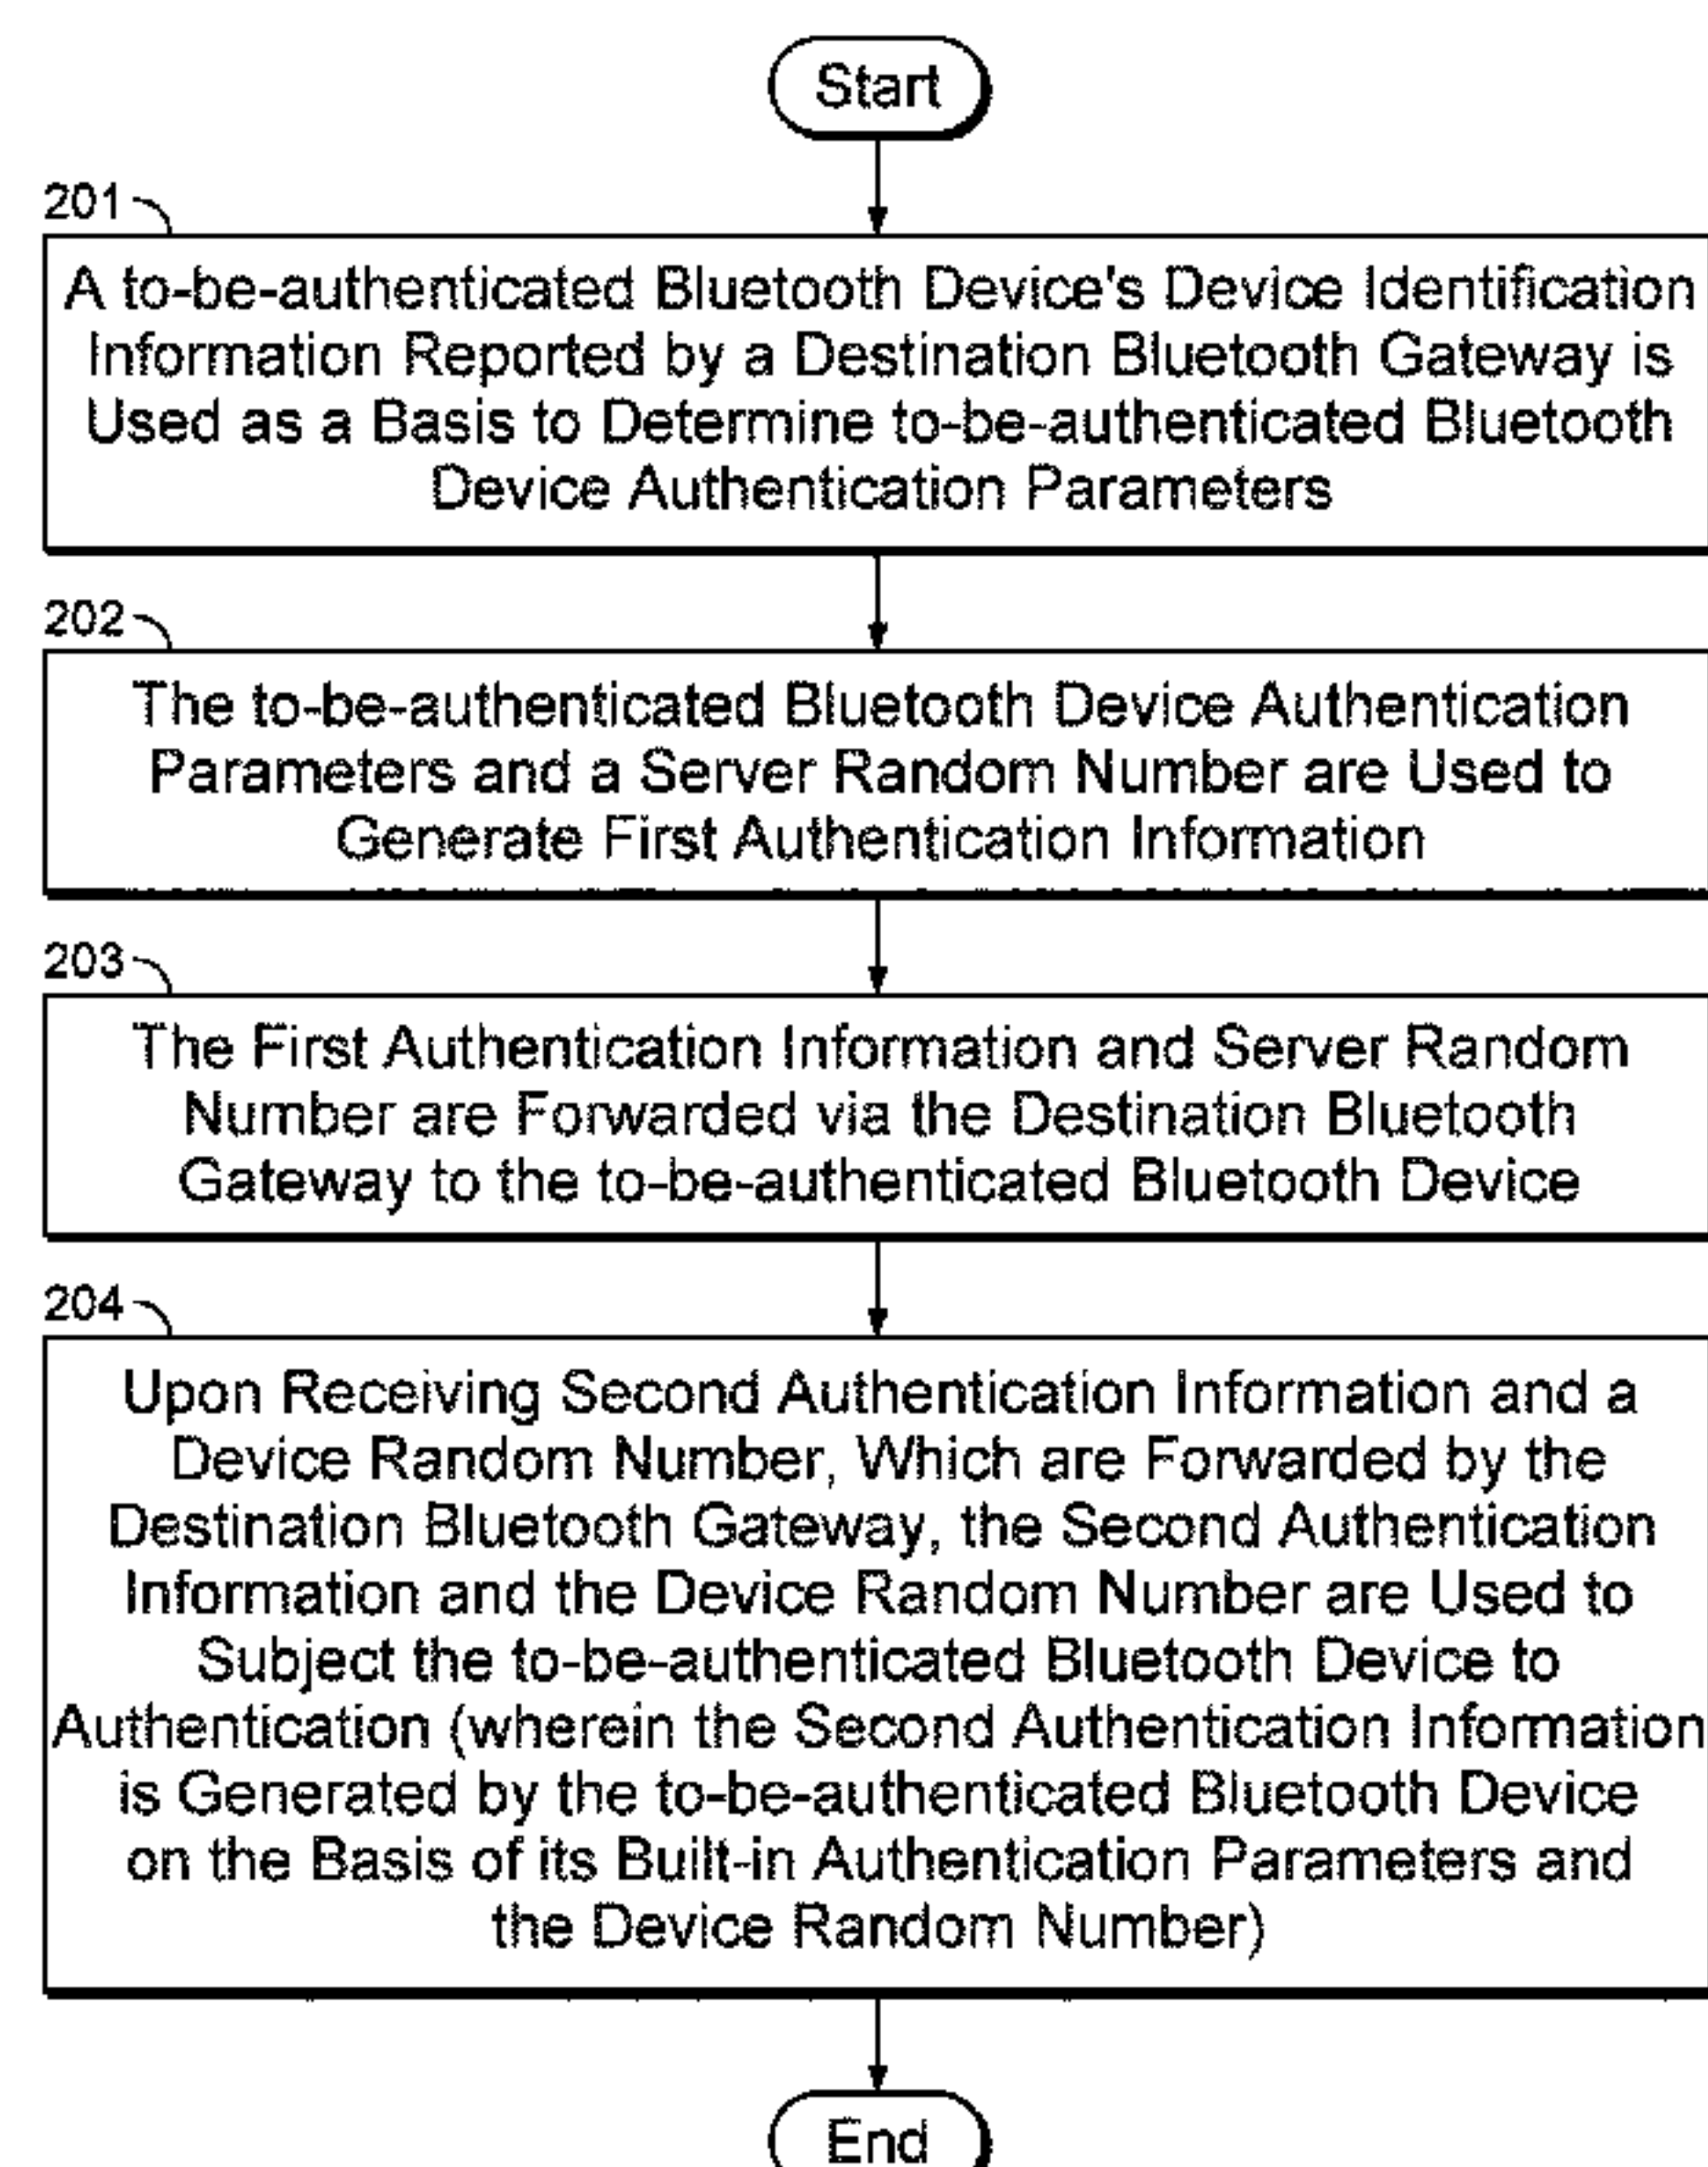 Start
201
A to-be-authenticated Bluetooth Device's Device Identification
Information Reported by a Destination Bluetooth Gateway is
Used as a Basis to Determine to-be-authenticated Bluetooth
Device Authentication Parameters
202
The to-be-authenticated Bluetooth Device Authentication
Parameters and a Server Random Number are Used to
Generate First Authentication Information
203
The First Authentication Information and Server Random
Number are Forwarded via the Destination Bluetooth
Gateway to the to-be-authenticated Bluetooth Device
204
Upon Receiving Second Authentication Information and a
Device Random Number, Which are Forwarded by the
Destination Bluetooth Gateway, the Second Authentication
Information and the Device Random Number are Used to
Subject the to-be-authenticated Bluetooth Device to
Authentication (wherein the Second Authentication Information
is Generated by the to-be-authenticated Bluetooth Device
on the Basis of its Built-in Authentication Parameters and
the Device Random Number)
End